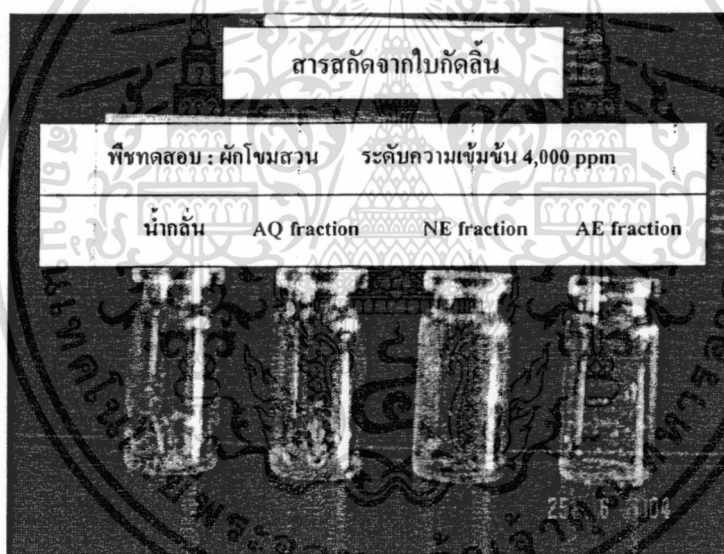 สารสกัดจากใบกัดลิ้น
พืชทดสอบ : ผักโขมสวน ระดับความเข้มข้น 4,000 ppm
น้ำกลั่น AQ fraction NE fraction AE fraction